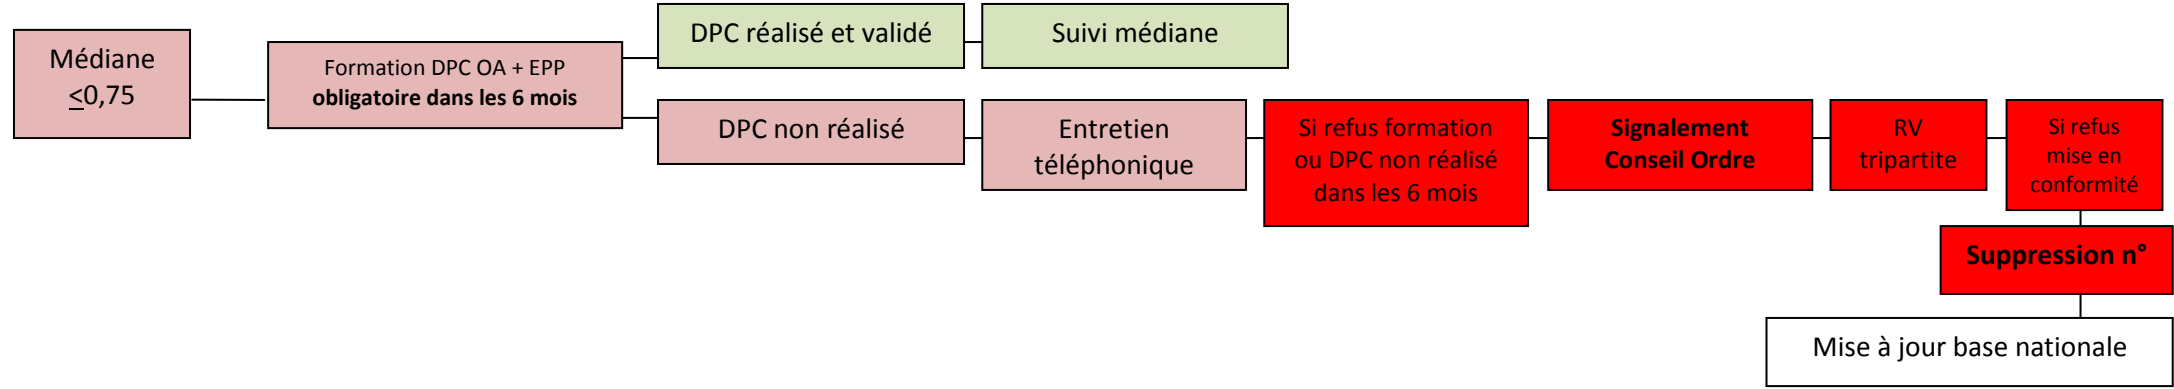 Médiane
≤0,75
Formation DPC OA + EPP
obligatoire dans les 6 mois
DPC réalisé et validé
Suivi médiane
DPC non réalisé
Entretien
téléphonique
Si refus formation
ou DPC non réalisé
dans les 6 mois
Signalement
Conseil Ordre
RV
tripartite
Si refus
mise en
conformité
Suppression n°
Mise à jour base nationale